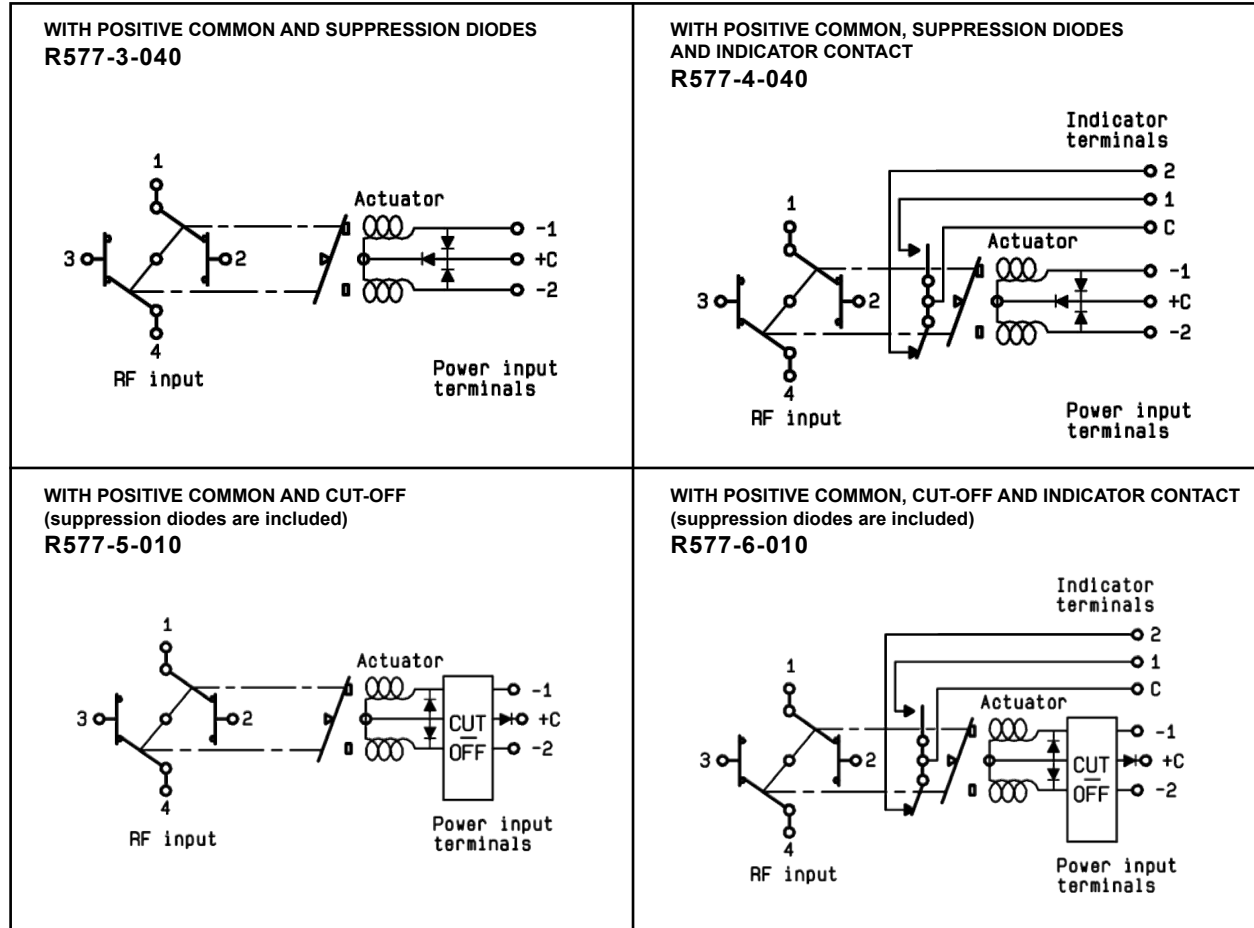 WITH POSITIVE COMMON AND SUPPRESSION DIODES
R577-3-040
1
Actuator
-1
3
2
+C
-2
4
RF input
Power input
terminals
WITH POSITIVE COMMON, SUPPRESSION DIODES
AND INDICATOR CONTACT
R577-4-040
Indicator
terminals
2
1
1
C
Actuator
-1
3
2
+C
-2
4
RF input
Power input
terminals
WITH POSITIVE COMMON AND CUT-OFF
(suppression diodes are included)
R577-5-010
1
Actuator
-1
3
2
CUT
+C
OFF
-2
4
RF input
Power input
terminals
WITH POSITIVE COMMON, CUT-OFF AND INDICATOR CONTACT
(suppression diodes are included)
R577-6-010
Indicator
terminals
2
1
1
C
Actuator
-1
3
2
CUT
+C
OFF
-2
4
RF input
Power input
terminals